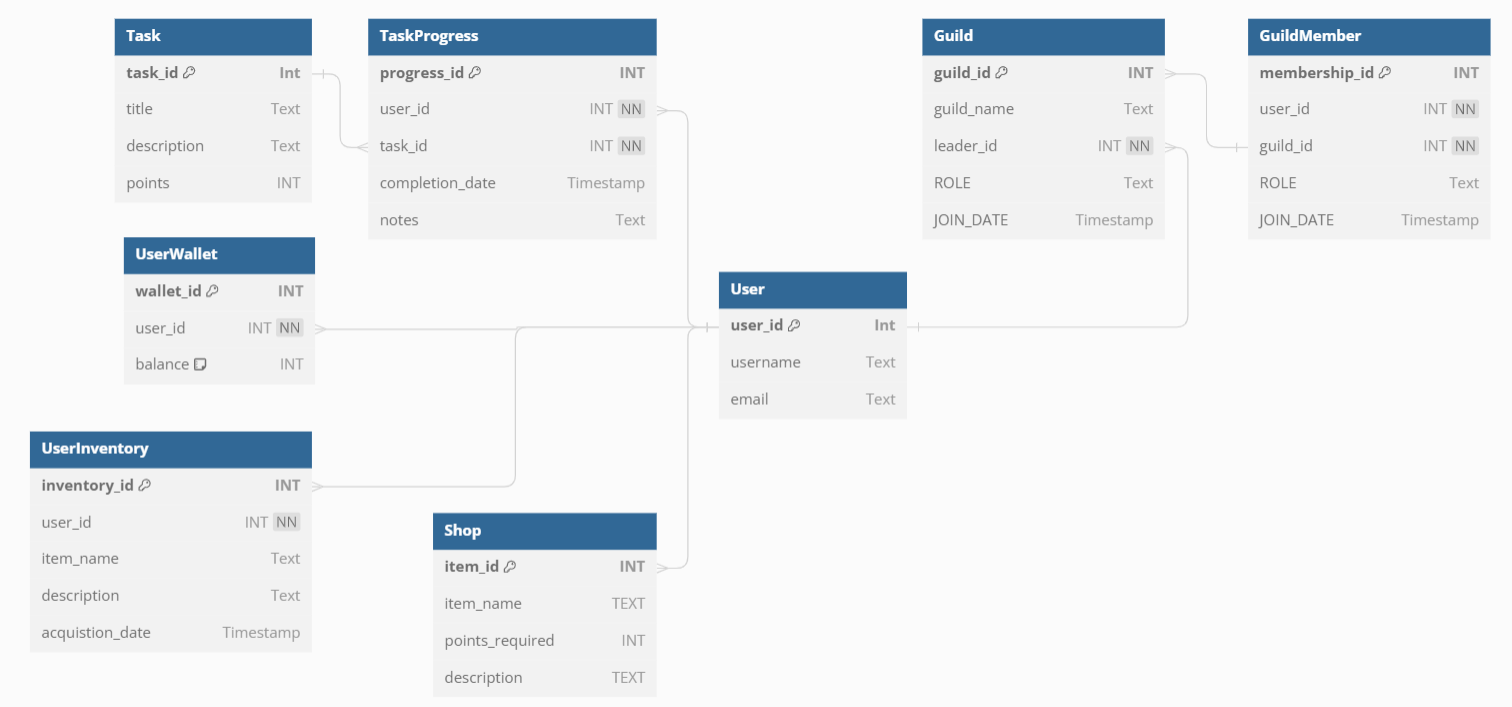 Task
task_id Int
title Text
description Text
points INT
TaskProgress
progress_id INT
user_id INT NN
task_id INT NN
completion_date Timestamp
notes Text
Guild
guild_id INT
guild_name Text
leader_id INT NN
ROLE Text
JOIN_DATE Timestamp
GuildMember
membership_id INT
user_id INT NN
guild_id INT NN
ROLE Text
JOIN_DATE Timestamp
UserWallet
wallet_id INT
user_id INT NN
balance INT
User
user_id Int
username Text
email Text
UserInventory
inventory_id INT
user_id INT NN
item_name Text
description Text
acquistion_date Timestamp
Shop
item_id INT
item_name TEXT
points_required INT
description TEXT